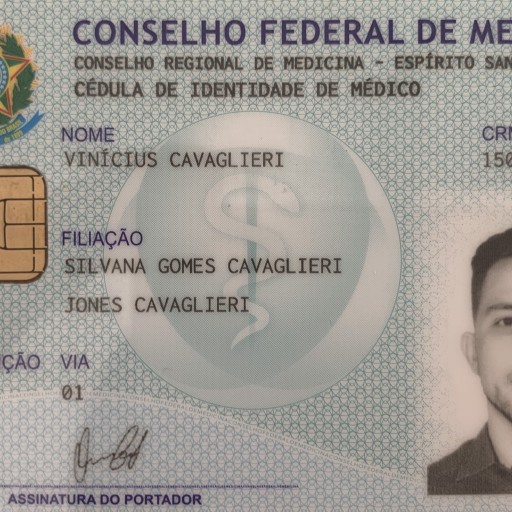 CONSELHO FEDERAL DE ME
CONSELHO REGIONAL DE MEDICINA - ESPÍRITO SAN
CÉDULA DE IDENTIDADE DE MÉDICO
NOME
CRM
VINÍCIUS CAVAGLIERI
150
FILIAÇÃO
SILVANA GOMES CAVAGLIERI
JONES CAVAGLIERI
ÇÃO
VIA
01
ASSINATURA DO PORTADOR